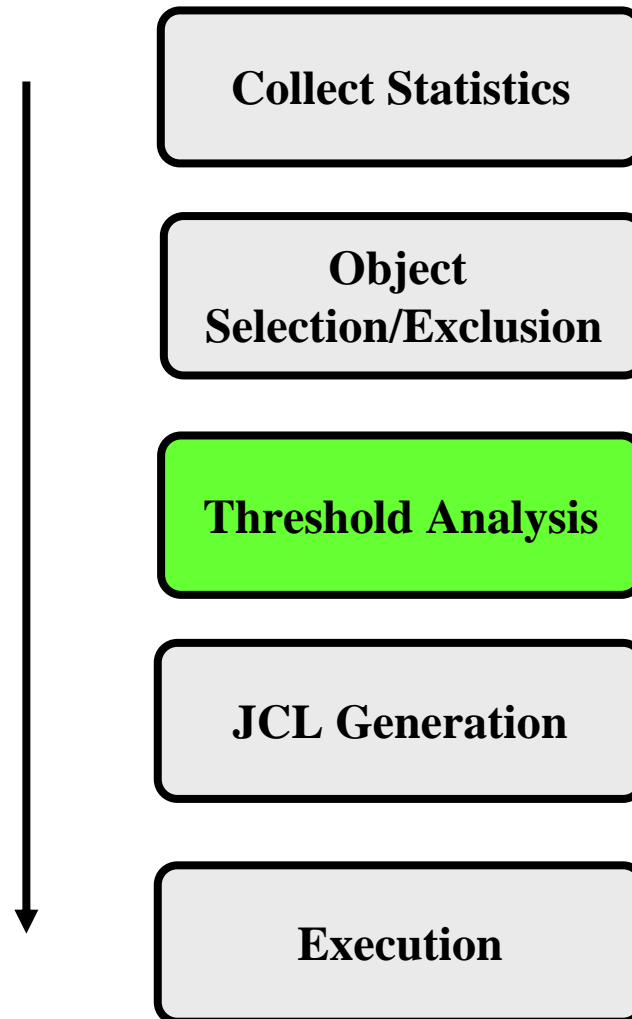 Collect Statistics
Object
Selection/Exclusion
Threshold Analysis
JCL Generation
Execution